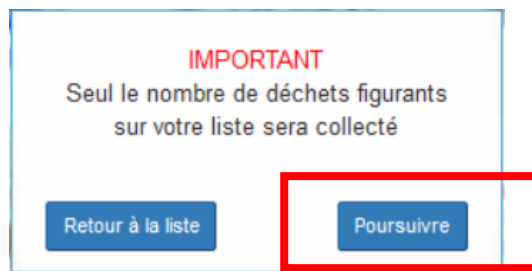 IMPORTANT
Seul le nombre de déchets figurants
sur votre liste sera collecté
Retour à la liste
Poursuivre